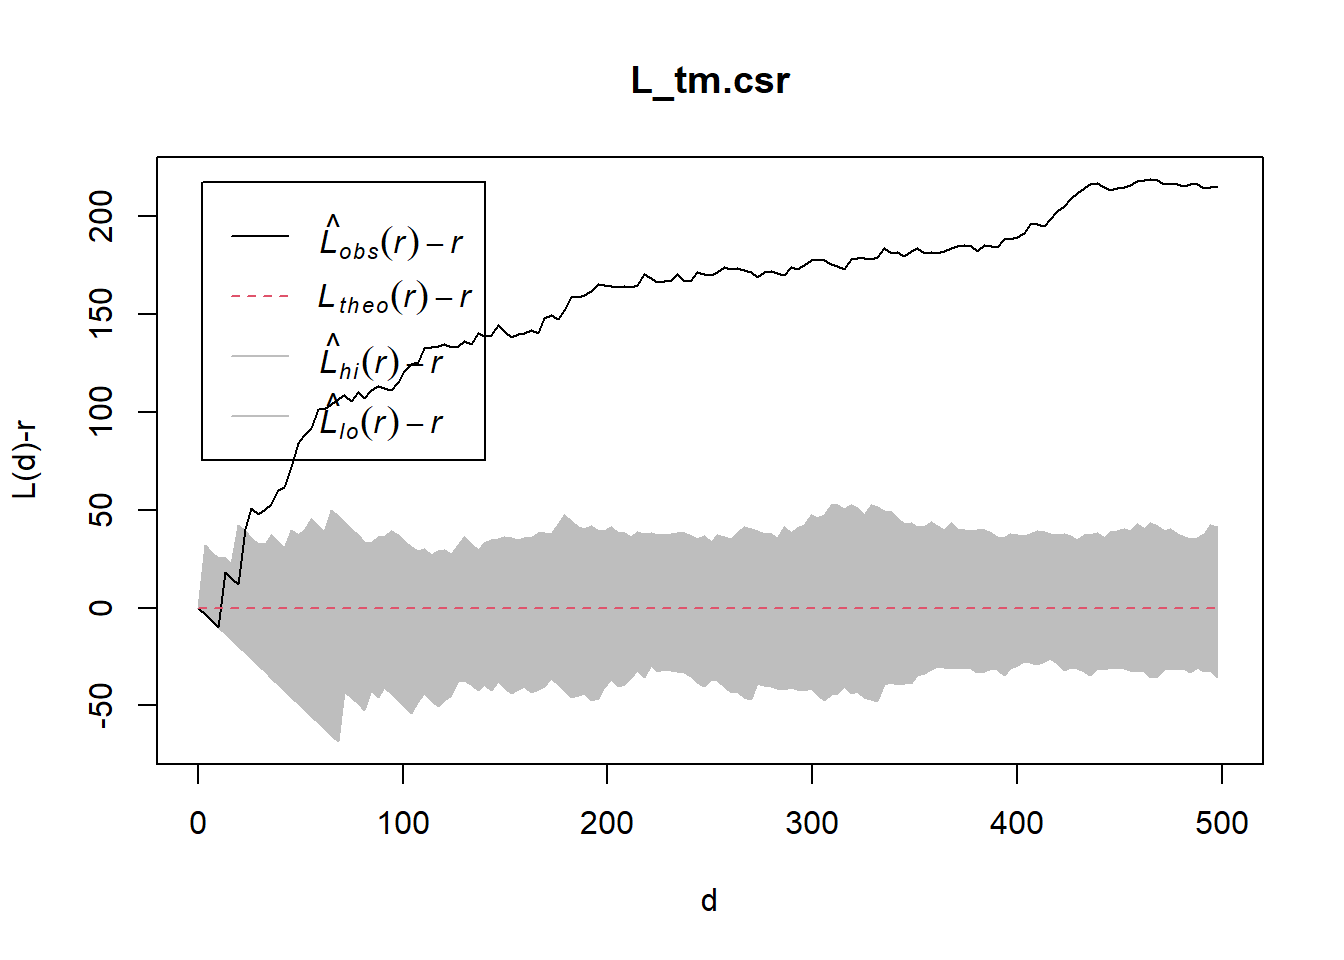 L_tm.csr
L̂obs(r) − r
Ltheo(r) − r
L̂hi(r) − r
L̂lo(r) − r
L(d)-r
200
150
100
50
0
-50
0 100 200 300 400 500
d